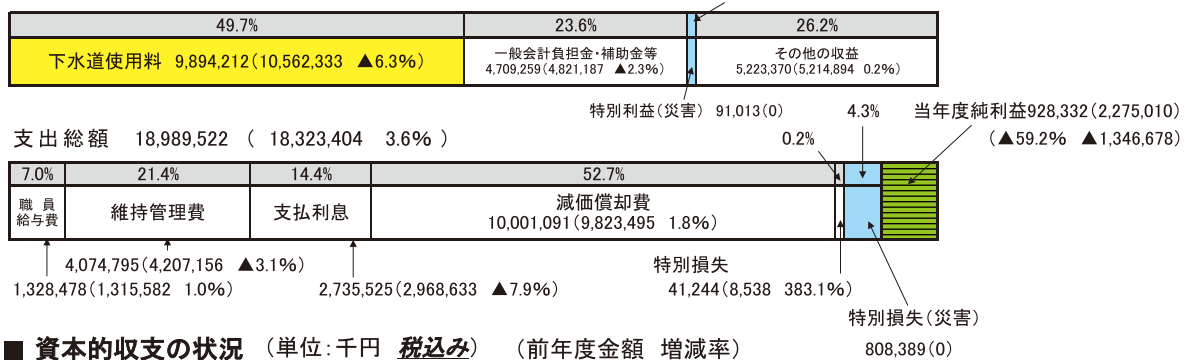 49.7% 23.6% 26.2%
下水道使用料 9,894,212(10,562,333 ▲6.3%)
一般会計負担金・補助金等
4,709,259(4,821,187 ▲2.3%)
その他の収益
5,223,370(5,214,894 0.2%)
特別利益(災害) 91,013(0)
4.3%
当年度純利益928,332(2,275,010)
(▲59.2% ▲1,346,678)
支出総額 18,989,522 ( 18,323,404 3.6% )
0.2%
7.0% 21.4% 14.4% 52.7%
職員
給与費
維持管理費
支払利息
減価償却費
10,001,091(9,823,495 1.8%)
4,074,795(4,207,156 ▲3.1%)
1,328,478(1,315,582 1.0%)
2,735,525(2,968,633 ▲7.9%)
特別損失
41,244(8,538 383.1%)
特別損失(災害)
808,389(0)
■ 資本的収支の状況 (単位:千円 税込み) (前年度金額 増減率)